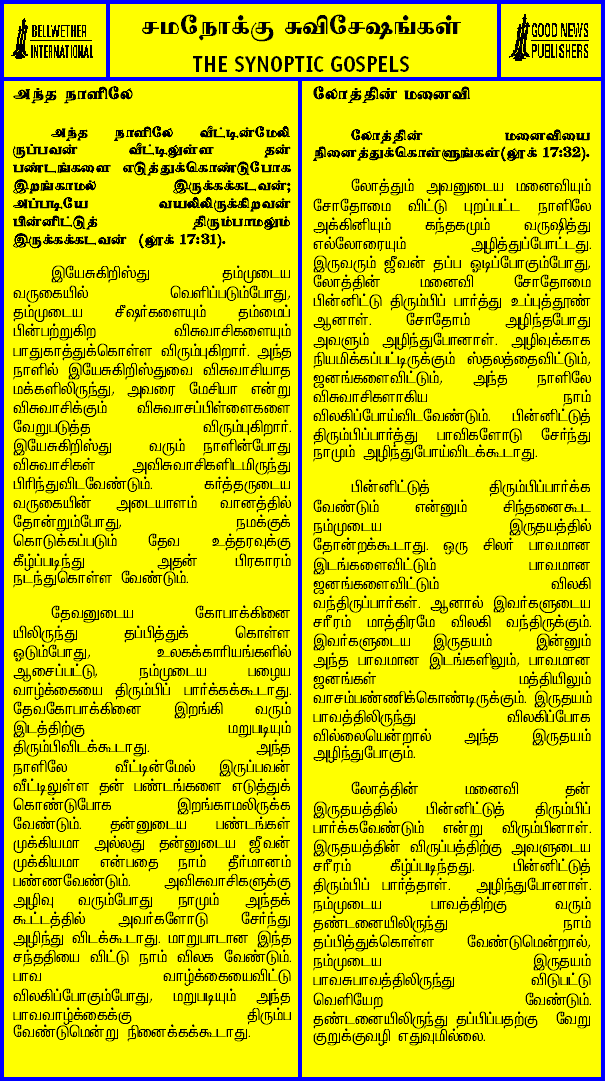 BELLWETHER
INTERNATIONAL
சமநோக்கு சுவிசேஷங்கள்
THE SYNOPTIC GOSPELS
GOOD NEWS
PUBLISHERS
அந்த நாளிலே
அந்த நாளிலே வீட்டின்மேலி
ருப்பவன் வீட்டிலுள்ள தன்
பண்டங்களை எடுத்துக்கொண்டுபோக
இறங்காமல் இருக்கக்கடவன்;
அப்படியே வயலிலிருக்கிறவன்
பின்னிட்டுத் திரும்பாமலும்
இருக்கக்கடவன் (லூக் 17:31).
இயேசுகிறிஸ்து தம்முடைய
வருகையில் வெளிப்படும்போது,
தம்முடைய சீஷர்களையும் தம்மைப்
பின்பற்றுகிற விசுவாசிகளையும்
பாதுகாத்துக்கொள்ள விரும்புகிறார். அந்த
நாளில் இயேசுகிறிஸ்துவை விசுவாசியாத
மக்களிலிருந்து, அவரை மேசியா என்று
விசுவாசிக்கும் விசுவாசப்பிள்ளைகளை
வேறுபடுத்த விரும்புகிறார்.
இயேசுகிறிஸ்து வரும் நாளின்போது
விசுவாசிகள் அவிசுவாசிகளிடமிருந்து
பிரிந்துவிடவேண்டும். கர்த்தருடைய
வருகையின் அடையாளம் வானத்தில்
தோன்றும்போது, நமக்குக்
கொடுக்கப்படும் தேவ உத்தரவுக்கு
கீழ்ப்படிந்து அதன் பிரகாரம்
நடந்துகொள்ள வேண்டும்.
தேவனுடைய கோபாக்கினை
யிலிருந்து தப்பித்துக் கொள்ள
ஓடும்போது, உலகக்காரியங்களில்
ஆசைப்பட்டு, நம்முடைய பழைய
வாழ்க்கையை திரும்பிப் பார்க்கக்கூடாது.
தேவகோபாக்கினை இறங்கி வரும்
இடத்திற்கு மறுபடியும்
திரும்பிவிடக்கூடாது. அந்த
நாளிலே வீட்டின்மேல் இருப்பவன்
வீட்டிலுள்ள தன் பண்டங்களை எடுத்துக்
கொண்டுபோக இறங்காமலிருக்க
வேண்டும். தன்னுடைய பண்டங்கள்
முக்கியமா அல்லது தன்னுடைய ஜீவன்
முக்கியமா என்பதை நாம் தீர்மானம்
பண்ணவேண்டும். அவிசுவாசிகளுக்கு
அழிவு வரும்போது நாமும் அந்தக்
கூட்டத்தில் அவர்களோடு சேர்ந்து
அழிந்து விடக்கூடாது. மாறுபாடான இந்த
சந்ததியை விட்டு நாம் விலக வேண்டும்.
பாவ வாழ்க்கையைவிட்டு
விலகிப்போகும்போது, மறுபடியும் அந்த
பாவவாழ்க்கைக்கு திரும்ப
வேண்டுமென்று நினைக்கக்கூடாது.
லோத்தின் மனைவி
லோத்தின் மனைவியை
நினைத்துக்கொள்ளுங்கள்(லூக் 17:32).
லோத்தும் அவனுடைய மனைவியும்
சோதோமை விட்டு புறப்பட்ட நாளிலே
அக்கினியும் கந்தகமும் வருஷித்து
எல்லோரையும் அழித்துப்போட்டது.
இருவரும் ஜீவன் தப்ப ஓடிப்போகும்போது,
லோத்தின் மனைவி சோதோமை
பின்னிட்டு திரும்பிப் பார்த்து உப்புத்தூண்
ஆனாள். சோதோம் அழிந்தபோது
அவளும் அழிந்துபோனாள். அழிவுக்காக
நியமிக்கப்பட்டிருக்கும் ஸ்தலத்தைவிட்டும்,
ஜனங்களைவிட்டும், அந்த நாளிலே
விசுவாசிகளாகிய நாம்
விலகிப்போய்விடவேண்டும். பின்னிட்டுத்
திரும்பிப்பார்த்து பாவிகளோடு சேர்ந்து
நாமும் அழிந்துபோய்விடக்கூடாது.
பின்னிட்டுத் திரும்பிப்பார்க்க
வேண்டும் என்னும் சிந்தனைகூட
நம்முடைய இருதயத்தில்
தோன்றக்கூடாது. ஒரு சிலர் பாவமான
இடங்களைவிட்டும் பாவமான
ஜனங்களைவிட்டும் விலகி
வந்திருப்பார்கள். ஆனால் இவர்களுடைய
சரீரம் மாத்திரமே விலகி வந்திருக்கும்.
இவர்களுடைய இருதயம் இன்னும்
அந்த பாவமான இடங்களிலும், பாவமான
ஜனங்கள் மத்தியிலும்
வாசம்பண்ணிக்கொண்டிருக்கும். இருதயம்
பாவத்திலிருந்து விலகிப்போக
வில்லையென்றால் அந்த இருதயம்
அழிந்துபோகும்.
லோத்தின் மனைவி தன்
இருதயத்தில் பின்னிட்டுத் திரும்பிப்
பார்க்கவேண்டும் என்று விரும்பினாள்.
இருதயத்தின் விருப்பத்திற்கு அவளுடைய
சரீரம் கீழ்ப்படிந்தது. பின்னிட்டுத்
திரும்பிப் பார்த்தாள். அழிந்துபோனாள்.
நம்முடைய பாவத்திற்கு வரும்
தண்டனையிலிருந்து நாம்
தப்பித்துக்கொள்ள வேண்டுமென்றால்,
நம்முடைய இருதயம்
பாவசுபாவத்திலிருந்து விடுபட்டு
வெளியேற வேண்டும்.
தண்டனையிலிருந்து தப்பிப்பதற்கு வேறு
குறுக்குவழி எதுவுமில்லை.